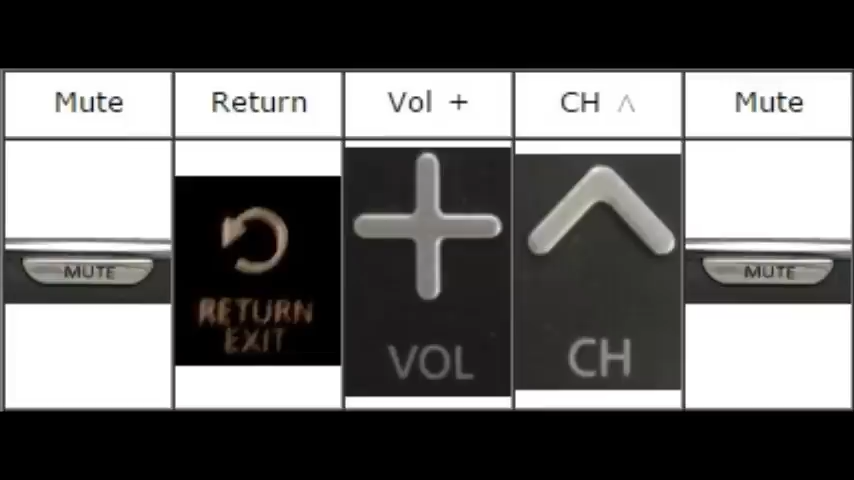 Mute Return Vol + CH ∧ Mute
MUTE
RETURN
EXIT
VOL
CH
MUTE